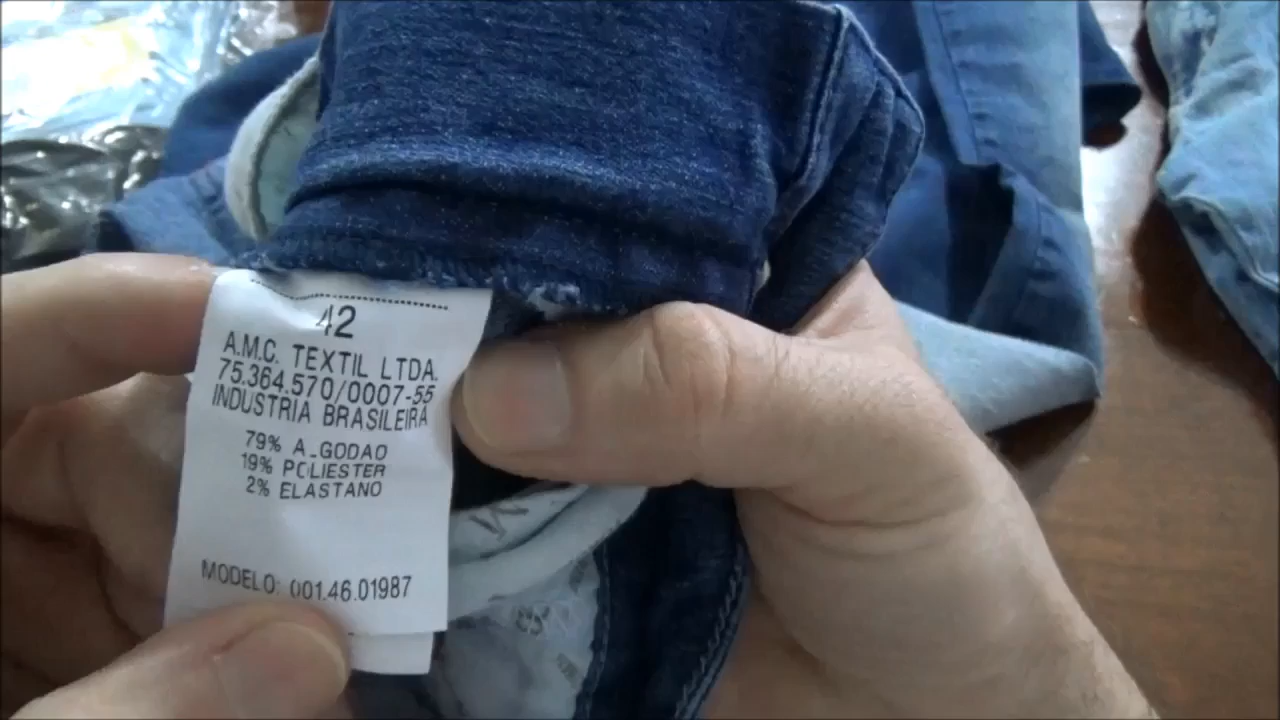 42
A.M.C. TEXTIL LTDA.
75.364.570/0007-55
INDUSTRIA BRASILEIRA
79% ALGODAO
19% POLIESTER
2% ELASTANO
MODELO: 001.46.01987